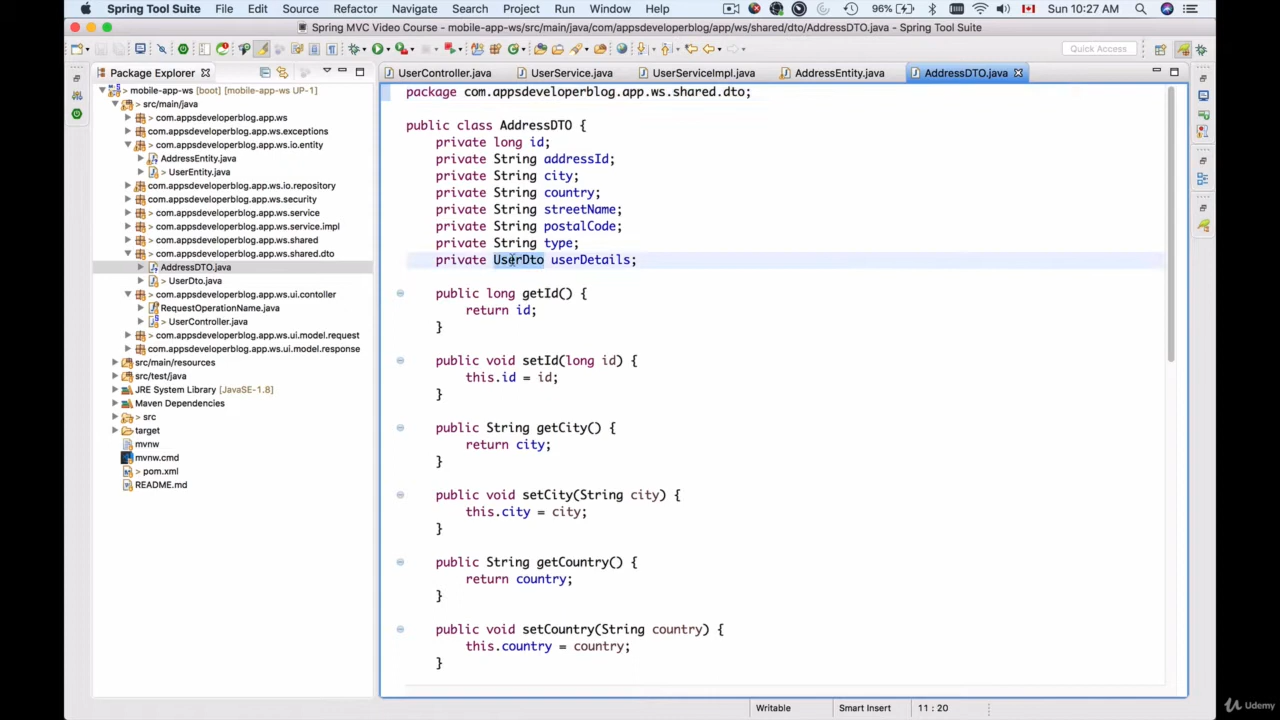 Spring Tool Suite File Edit Source Refactor Navigate Search Project Run Window Help 96% Sun 10:27 AM
Spring MVC Video Course - mobile-app-ws/src/main/java/com/appsdeveloperblog/app/ws/shared/dto/AddressDTO.java - Spring Tool Suite
Quick Access
Package Explorer
UserController.java UserService.java UserServiceImpl.java AddressEntity.java AddressDTO.java
> mobile-app-ws [boot] [mobile-app-ws UP-1]
> src/main/java
> com.appsdeveloperblog.app.ws
> com.appsdeveloperblog.app.ws.exceptions
> com.appsdeveloperblog.app.ws.io.entity
AddressEntity.java
> UserEntity.java
> com.appsdeveloperblog.app.ws.io.repository
> com.appsdeveloperblog.app.ws.security
> com.appsdeveloperblog.app.ws.service
> com.appsdeveloperblog.app.ws.service.impl
> com.appsdeveloperblog.app.ws.shared
> com.appsdeveloperblog.app.ws.shared.dto
AddressDTO.java
> UserDto.java
> com.appsdeveloperblog.app.ws.ui.contoller
RequestOperationName.java
> UserController.java
> com.appsdeveloperblog.app.ws.ui.model.request
> com.appsdeveloperblog.app.ws.ui.model.response
src/main/resources
src/test/java
JRE System Library [JavaSE-1.8]
Maven Dependencies
> src
target
mvnw
mvnw.cmd
> pom.xml
README.md
package com.appsdeveloperblog.app.ws.shared.dto;
public class AddressDTO {
private long id;
private String addressId;
private String city;
private String country;
private String streetName;
private String postalCode;
private String type;
private UserDto userDetails;
public long getId() {
return id;
}
public void setId(long id) {
this.id = id;
}
public String getCity() {
return city;
}
public void setCity(String city) {
this.city = city;
}
public String getCountry() {
return country;
}
public void setCountry(String country) {
this.country = country;
}
Writable Smart Insert 11 : 20
Udemy